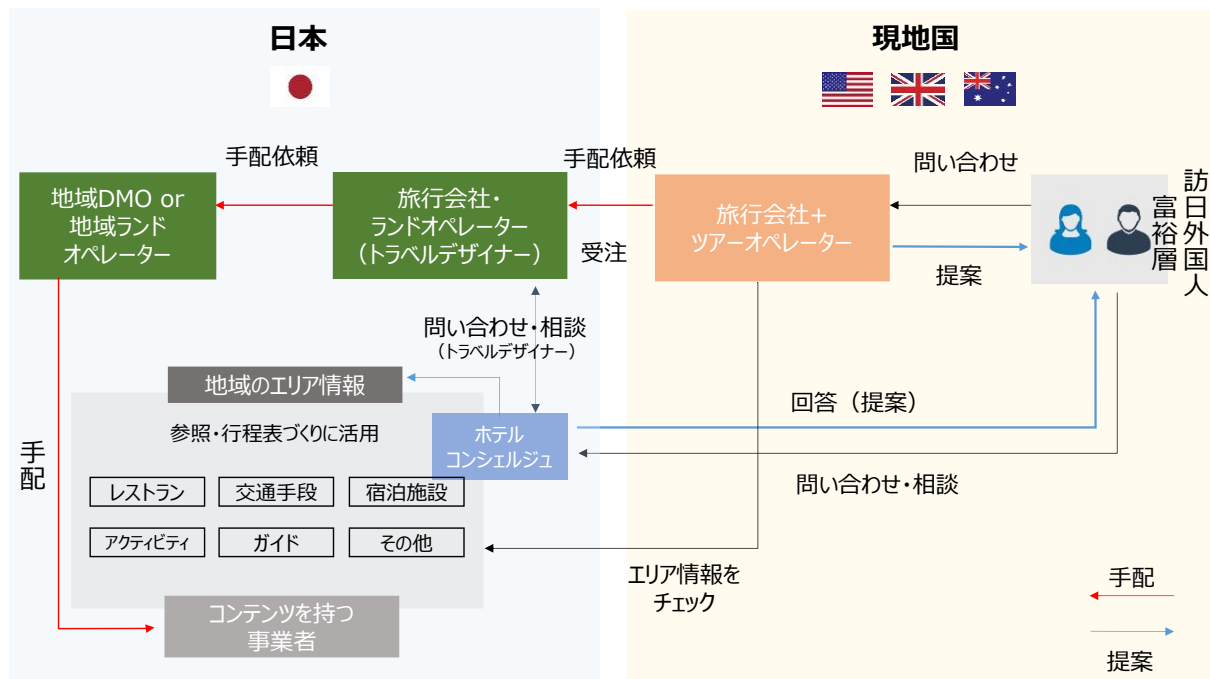 日本
現地国
手配依頼
手配依頼
問い合わせ
地域DMO or
地域ランド
オペレーター
旅行会社・
ランドオペレーター
（トラベルデザイナー）
受注
旅行会社＋
ツアーオペレーター
提案
訪日外国人
富裕層
問い合わせ・相談
（トラベルデザイナー）
地域のエリア情報
参照・行程表づくりに活用
ホテル
コンシェルジュ
回答（提案）
問い合わせ・相談
手配
レストラン
交通手段
宿泊施設
アクティビティ
ガイド
その他
エリア情報を
チェック
コンテンツを持つ
事業者
手配
提案